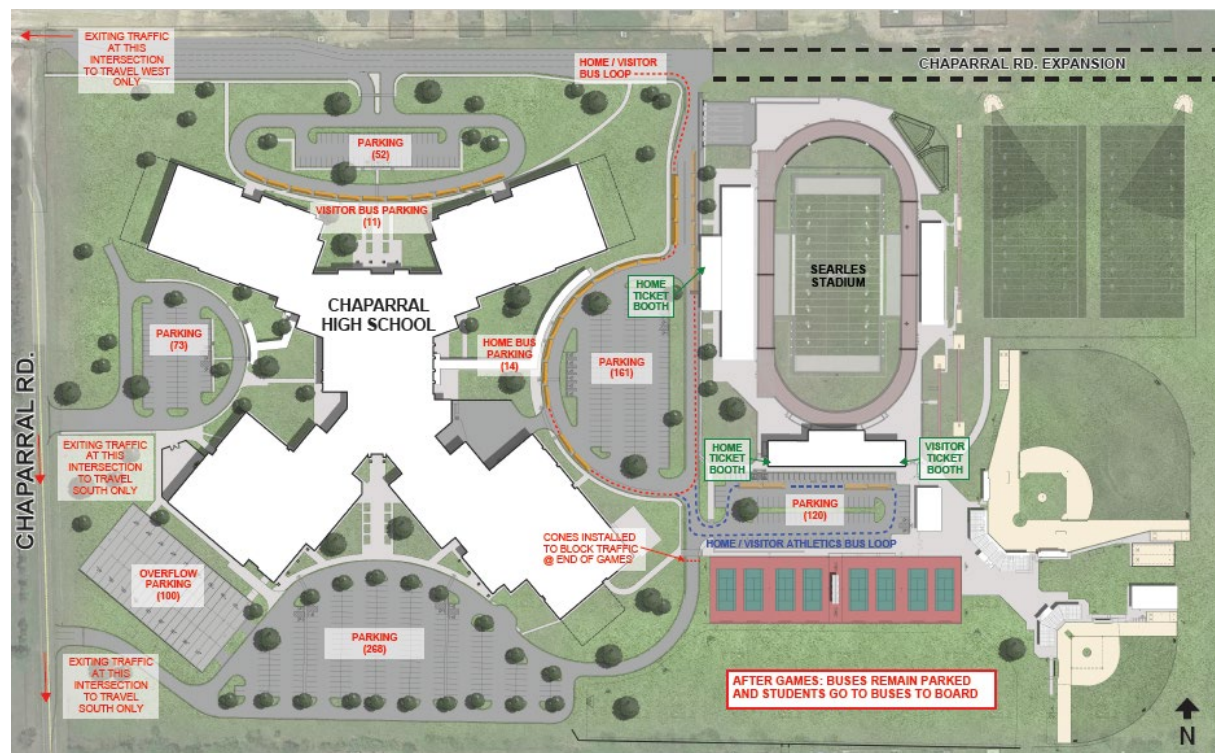 EXITING TRAFFIC
AT THIS
INTERSECTION
TO TRAVEL WEST
ONLY
HOME / VISITOR
BUS LOOP
CHAPARRAL RD. EXPANSION
PARKING
(52)
VISITOR BUS PARKING
(11)
CHAPARRAL
HIGH SCHOOL
HOME
TICKET
BOOTH
SEARLES
STADIUM
PARKING
(73)
HOME BUS
PARKING
(14)
PARKING
(161)
CHAPARRAL RD.
EXITING TRAFFIC
AT THIS
INTERSECTION
TO TRAVEL
SOUTH ONLY
HOME
TICKET
BOOTH
VISITOR
TICKET
BOOTH
PARKING
(120)
HOME / VISITOR ATHLETICS BUS LOOP
CONES INSTALLED
TO BLOCK TRAFFIC
@ END OF GAMES
OVERFLOW
PARKING
(100)
PARKING
(268)
EXITING TRAFFIC
AT THIS
INTERSECTION
TO TRAVEL
SOUTH ONLY
AFTER GAMES: BUSES REMAIN PARKED
AND STUDENTS GO TO BUSES TO BOARD
N